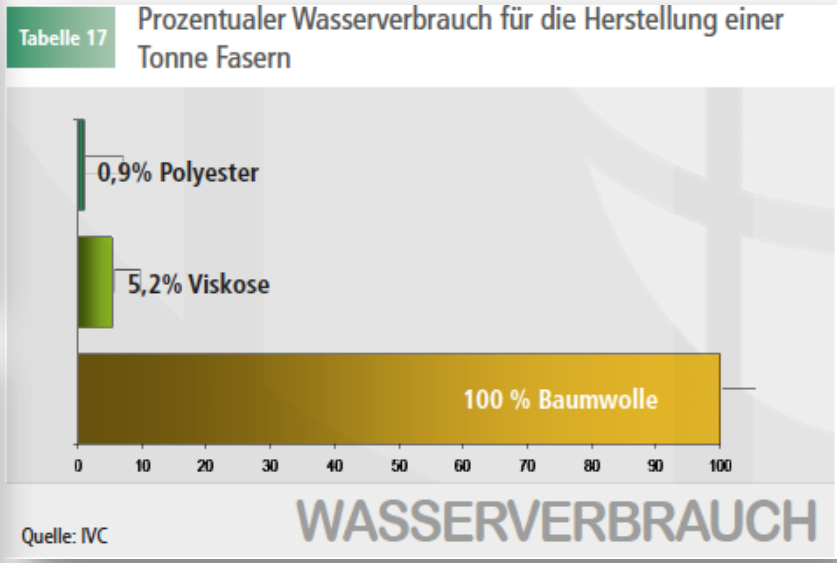 Tabelle 17
Prozentualer Wasserverbrauch für die Herstellung einer
Tonne Fasern
0,9% Polyester
5,2% Viskose
100 % Baumwolle
0 10 20 30 40 50 60 70 80 90 100
Quelle: IVC
WASSERVERBRAUCH